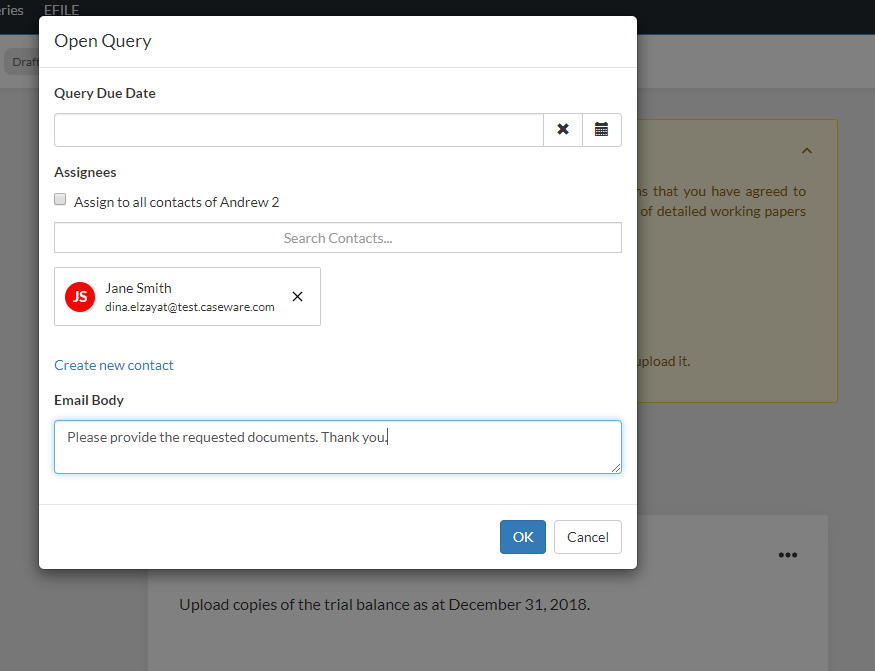 ries EFILE
Open Query
Draft
Query Due Date
Assignees
Assign to all contacts of Andrew 2
ns that you have agreed to
of detailed working papers
Search Contacts...
JS
Jane Smith
dina.elzayat@test.caseware.com
Create new contact
upload it.
Email Body
Please provide the requested documents. Thank you.
OK Cancel
Upload copies of the trial balance as at December 31, 2018.